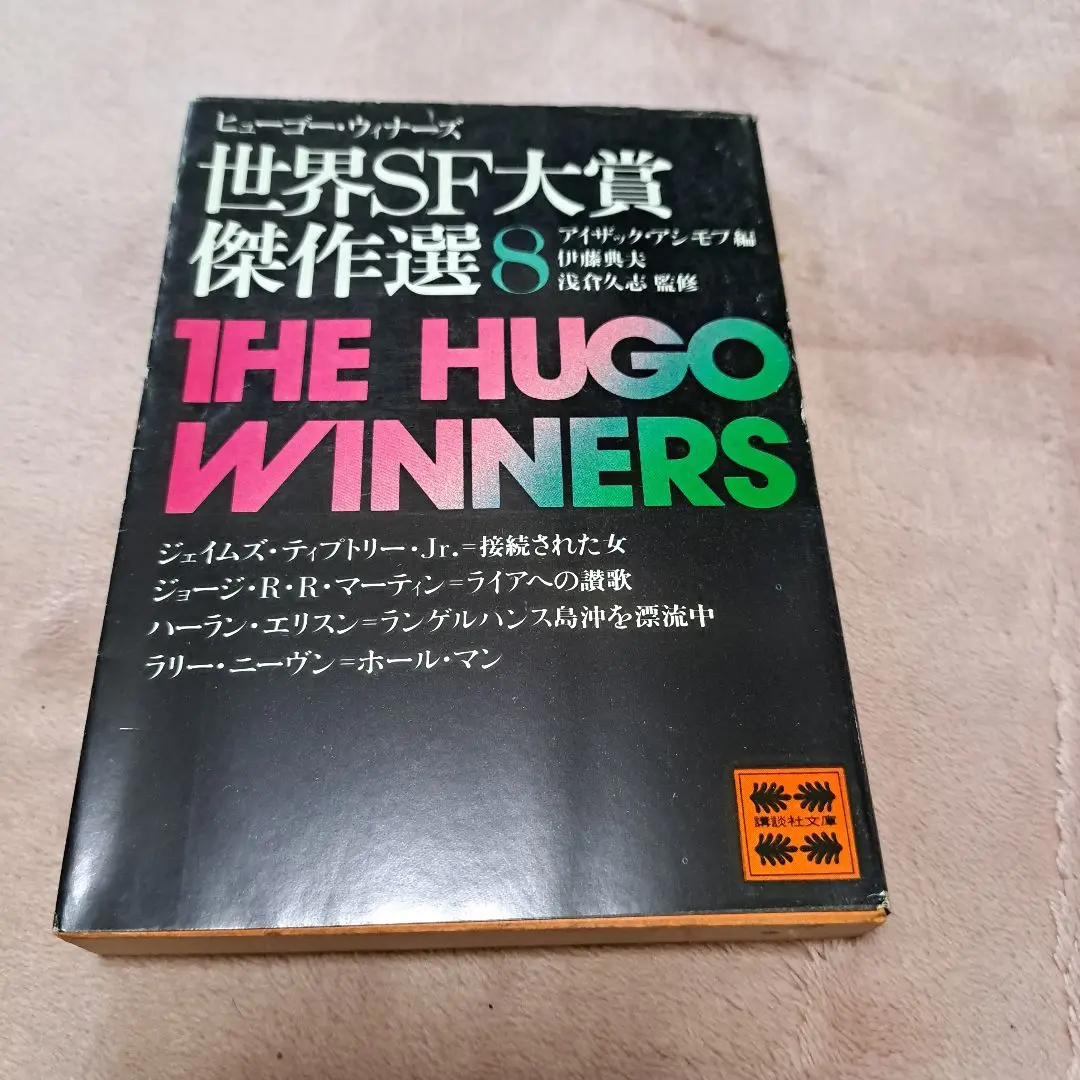 ヒューゴー・ウィナーズ
世界SF大賞
傑作選8
アイザック・アシモフ編
伊藤典夫
浅倉久志 監修
THE HUGO
WINNERS
ジェイムズ・ティプトリー・Jr.=接続された女
ジョージ・R・R・マーティン=ライアへの讃歌
ハーラン・エリスン=ランゲルハンス島沖を漂流中
ラリー・ニーヴン=ホール・マン
講談社文庫